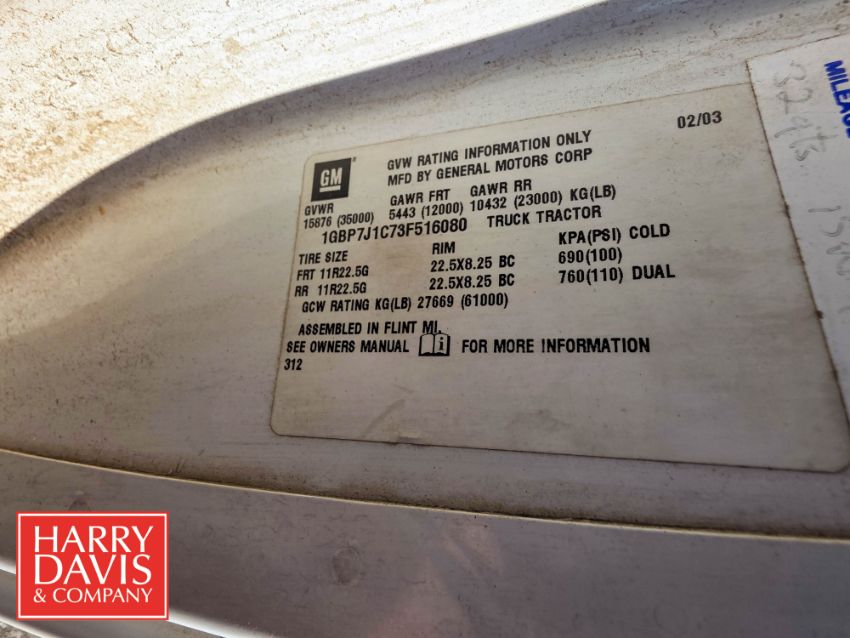 02/03
GM
GVW RATING INFORMATION ONLY
MFD BY GENERAL MOTORS CORP
GVWR GAWR FRT GAWR RR
15876 (35000) 5443 (12000) 10432 (23000) KG(LB)
1GBP7J1C73F516080 TRUCK TRACTOR
TIRE SIZE RIM KPA(PSI) COLD
FRT 11R22.5G 22.5X8.25 BC 690(100)
RR 11R22.5G 22.5X8.25 BC 760(110) DUAL
GCW RATING KG(LB) 27669 (61000)
ASSEMBLED IN FLINT MI.
SEE OWNERS MANUAL i FOR MORE INFORMATION
312
MILEAGE
32qts
HARRY
DAVIS
& COMPANY